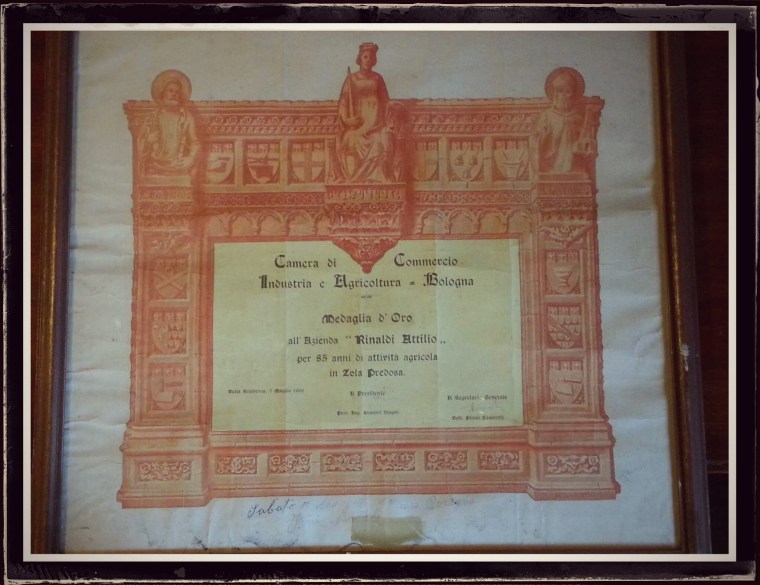 Camera di Commercio
Industria e Agricoltura = Bologna
Medaglia d' Oro
all' Azienda " Rinaldi Attilio „
per 85 anni di attività agricola
in Zola Predosa.
Il Presidente
Il Segretario Generale
Sabato